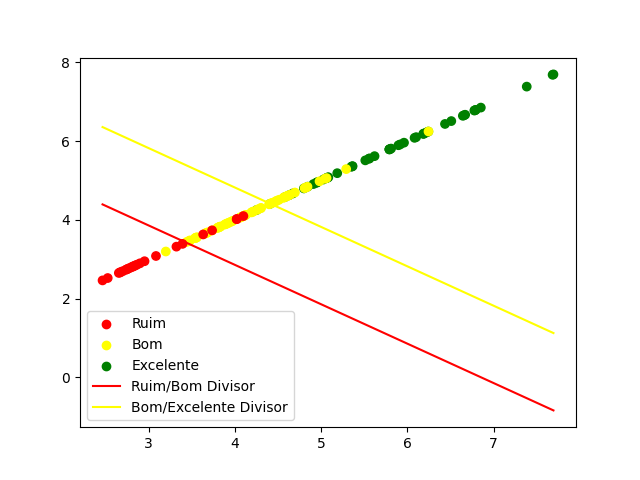 8
6
4
2
0
Ruim
Bom
Excelente
Ruim/Bom Divisor
Bom/Excelente Divisor
3 4 5 6 7